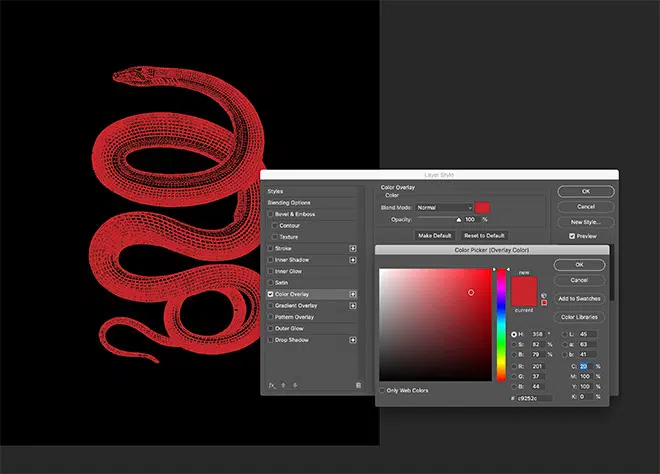 Layer Style
Styles
Blending Options
Bevel & Emboss
Contour
Texture
Stroke
Inner Shadow
Inner Glow
Satin
Color Overlay
Gradient Overlay
Pattern Overlay
Outer Glow
Drop Shadow
fx
Color Overlay
Color
Blend Mode: Normal
Opacity: 100 %
Make Default Reset to Default
OK
Cancel
New Style...
Preview
Color Picker (Overlay Color)
new
current
OK
Cancel
Add to Swatches
Color Libraries
H: 358 ° L: 45
S: 82 % a: 63
B: 79 % b: 41
R: 201 C: 20 %
G: 37 M: 100 %
B: 44 Y: 100 %
# c9252c K: 0 %
Only Web Colors